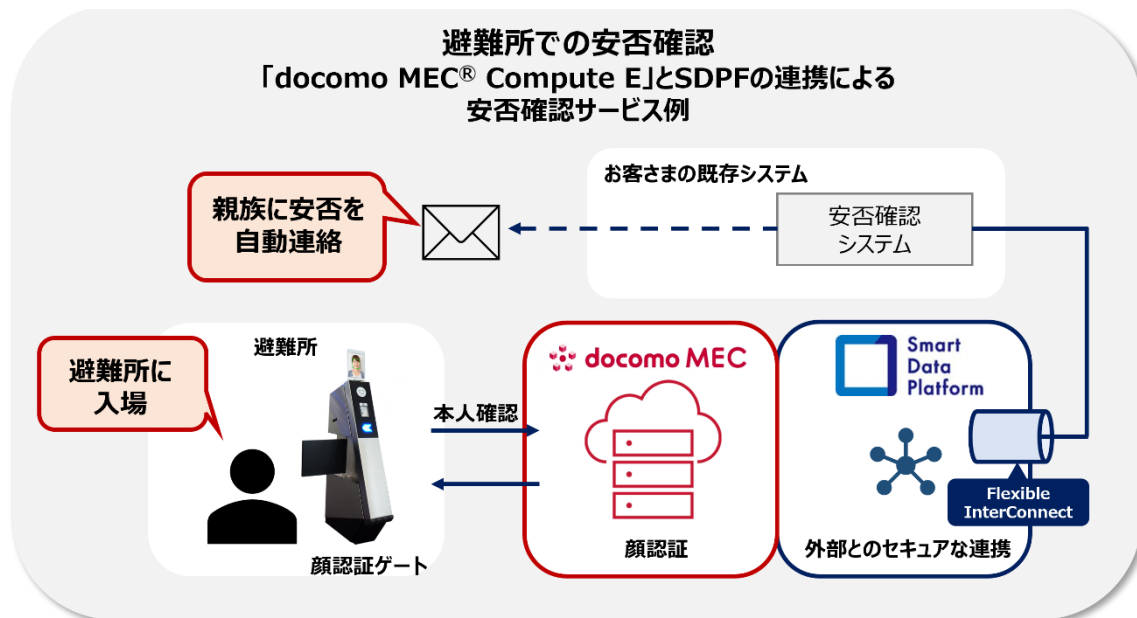 避難所での安否確認
「docomo MEC® Compute E」とSDPFの連携による
安否確認サービス例
お客さまの既存システム
親族に安否を
自動連絡
安否確認
システム
避難所に
入場
避難所
本人確認
顔認証ゲート
docomo MEC
顔認証
Smart
Data
Platform
Flexible
InterConnect
外部とのセキュアな連携